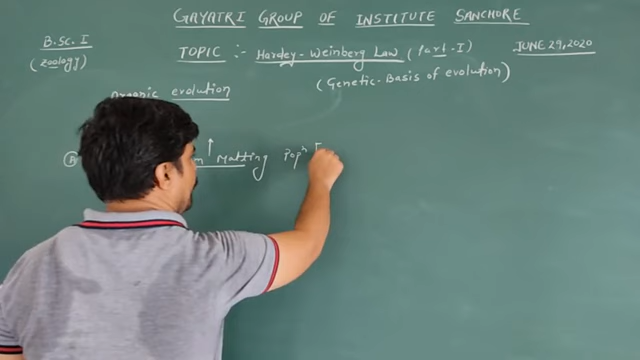 GAYATRI GROUP OF INSTITUTE SANCHORE
B.Sc. I
(Zoology)
TOPIC :- Hardey-Weinberg Law (Part-I)
JUNE 29, 2020
(Genetic-Basis of evolution)
organic evolution
m Matting Popⁿ